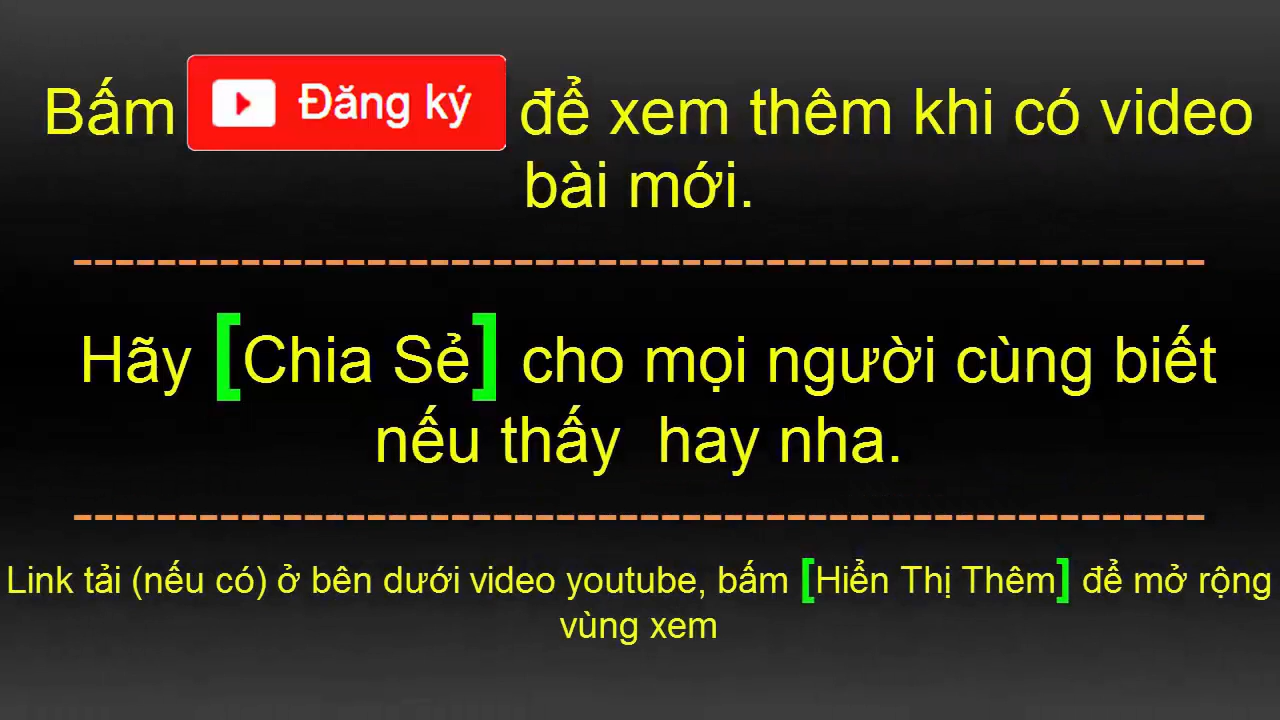 Bấm Đăng ký để xem thêm khi có video
bài mới.
---------------------------------------------------------
Hãy [Chia Sẻ] cho mọi người cùng biết
nếu thấy hay nha.
---------------------------------------------------------
Link tải (nếu có) ở bên dưới video youtube, bấm [Hiển Thị Thêm] để mở rộng
vùng xem